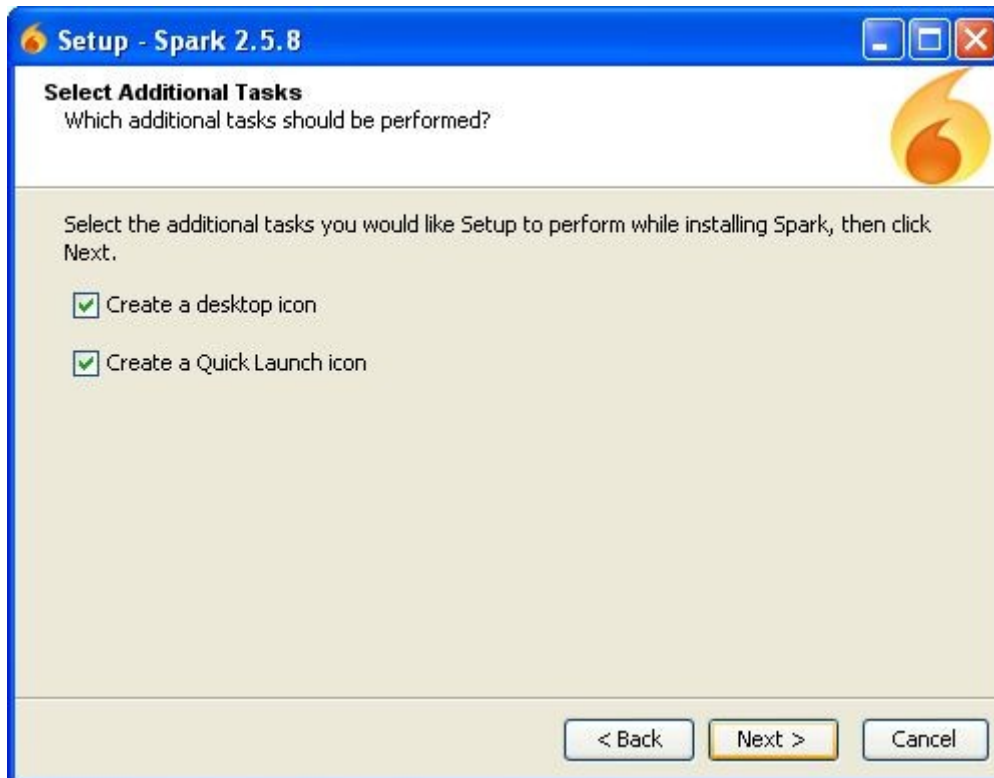 Setup - Spark 2.5.8
Select Additional Tasks
Which additional tasks should be performed?
Select the additional tasks you would like Setup to perform while installing Spark, then click
Next.
Create a desktop icon
Create a Quick Launch icon
< Back Next > Cancel